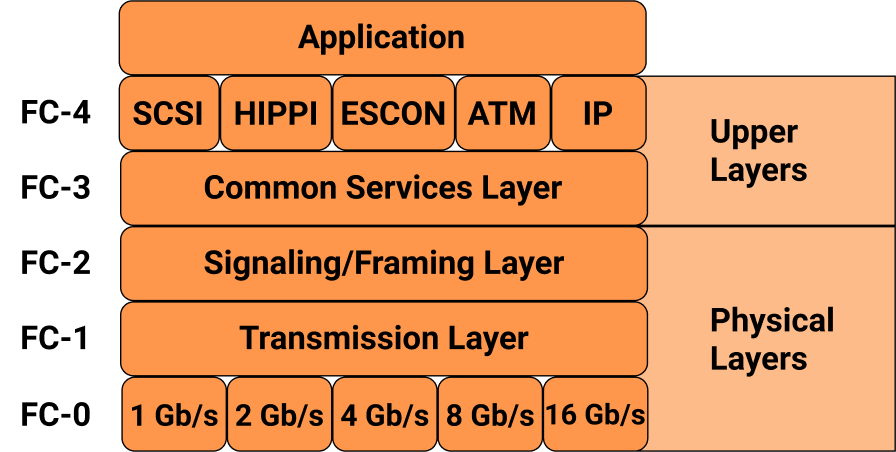 Application
FC-4 SCSI HIPPI ESCON ATM IP
Upper
Layers
FC-3 Common Services Layer
FC-2 Signaling/Framing Layer
FC-1 Transmission Layer
Physical
Layers
FC-0 1 Gb/s 2 Gb/s 4 Gb/s 8 Gb/s 16 Gb/s